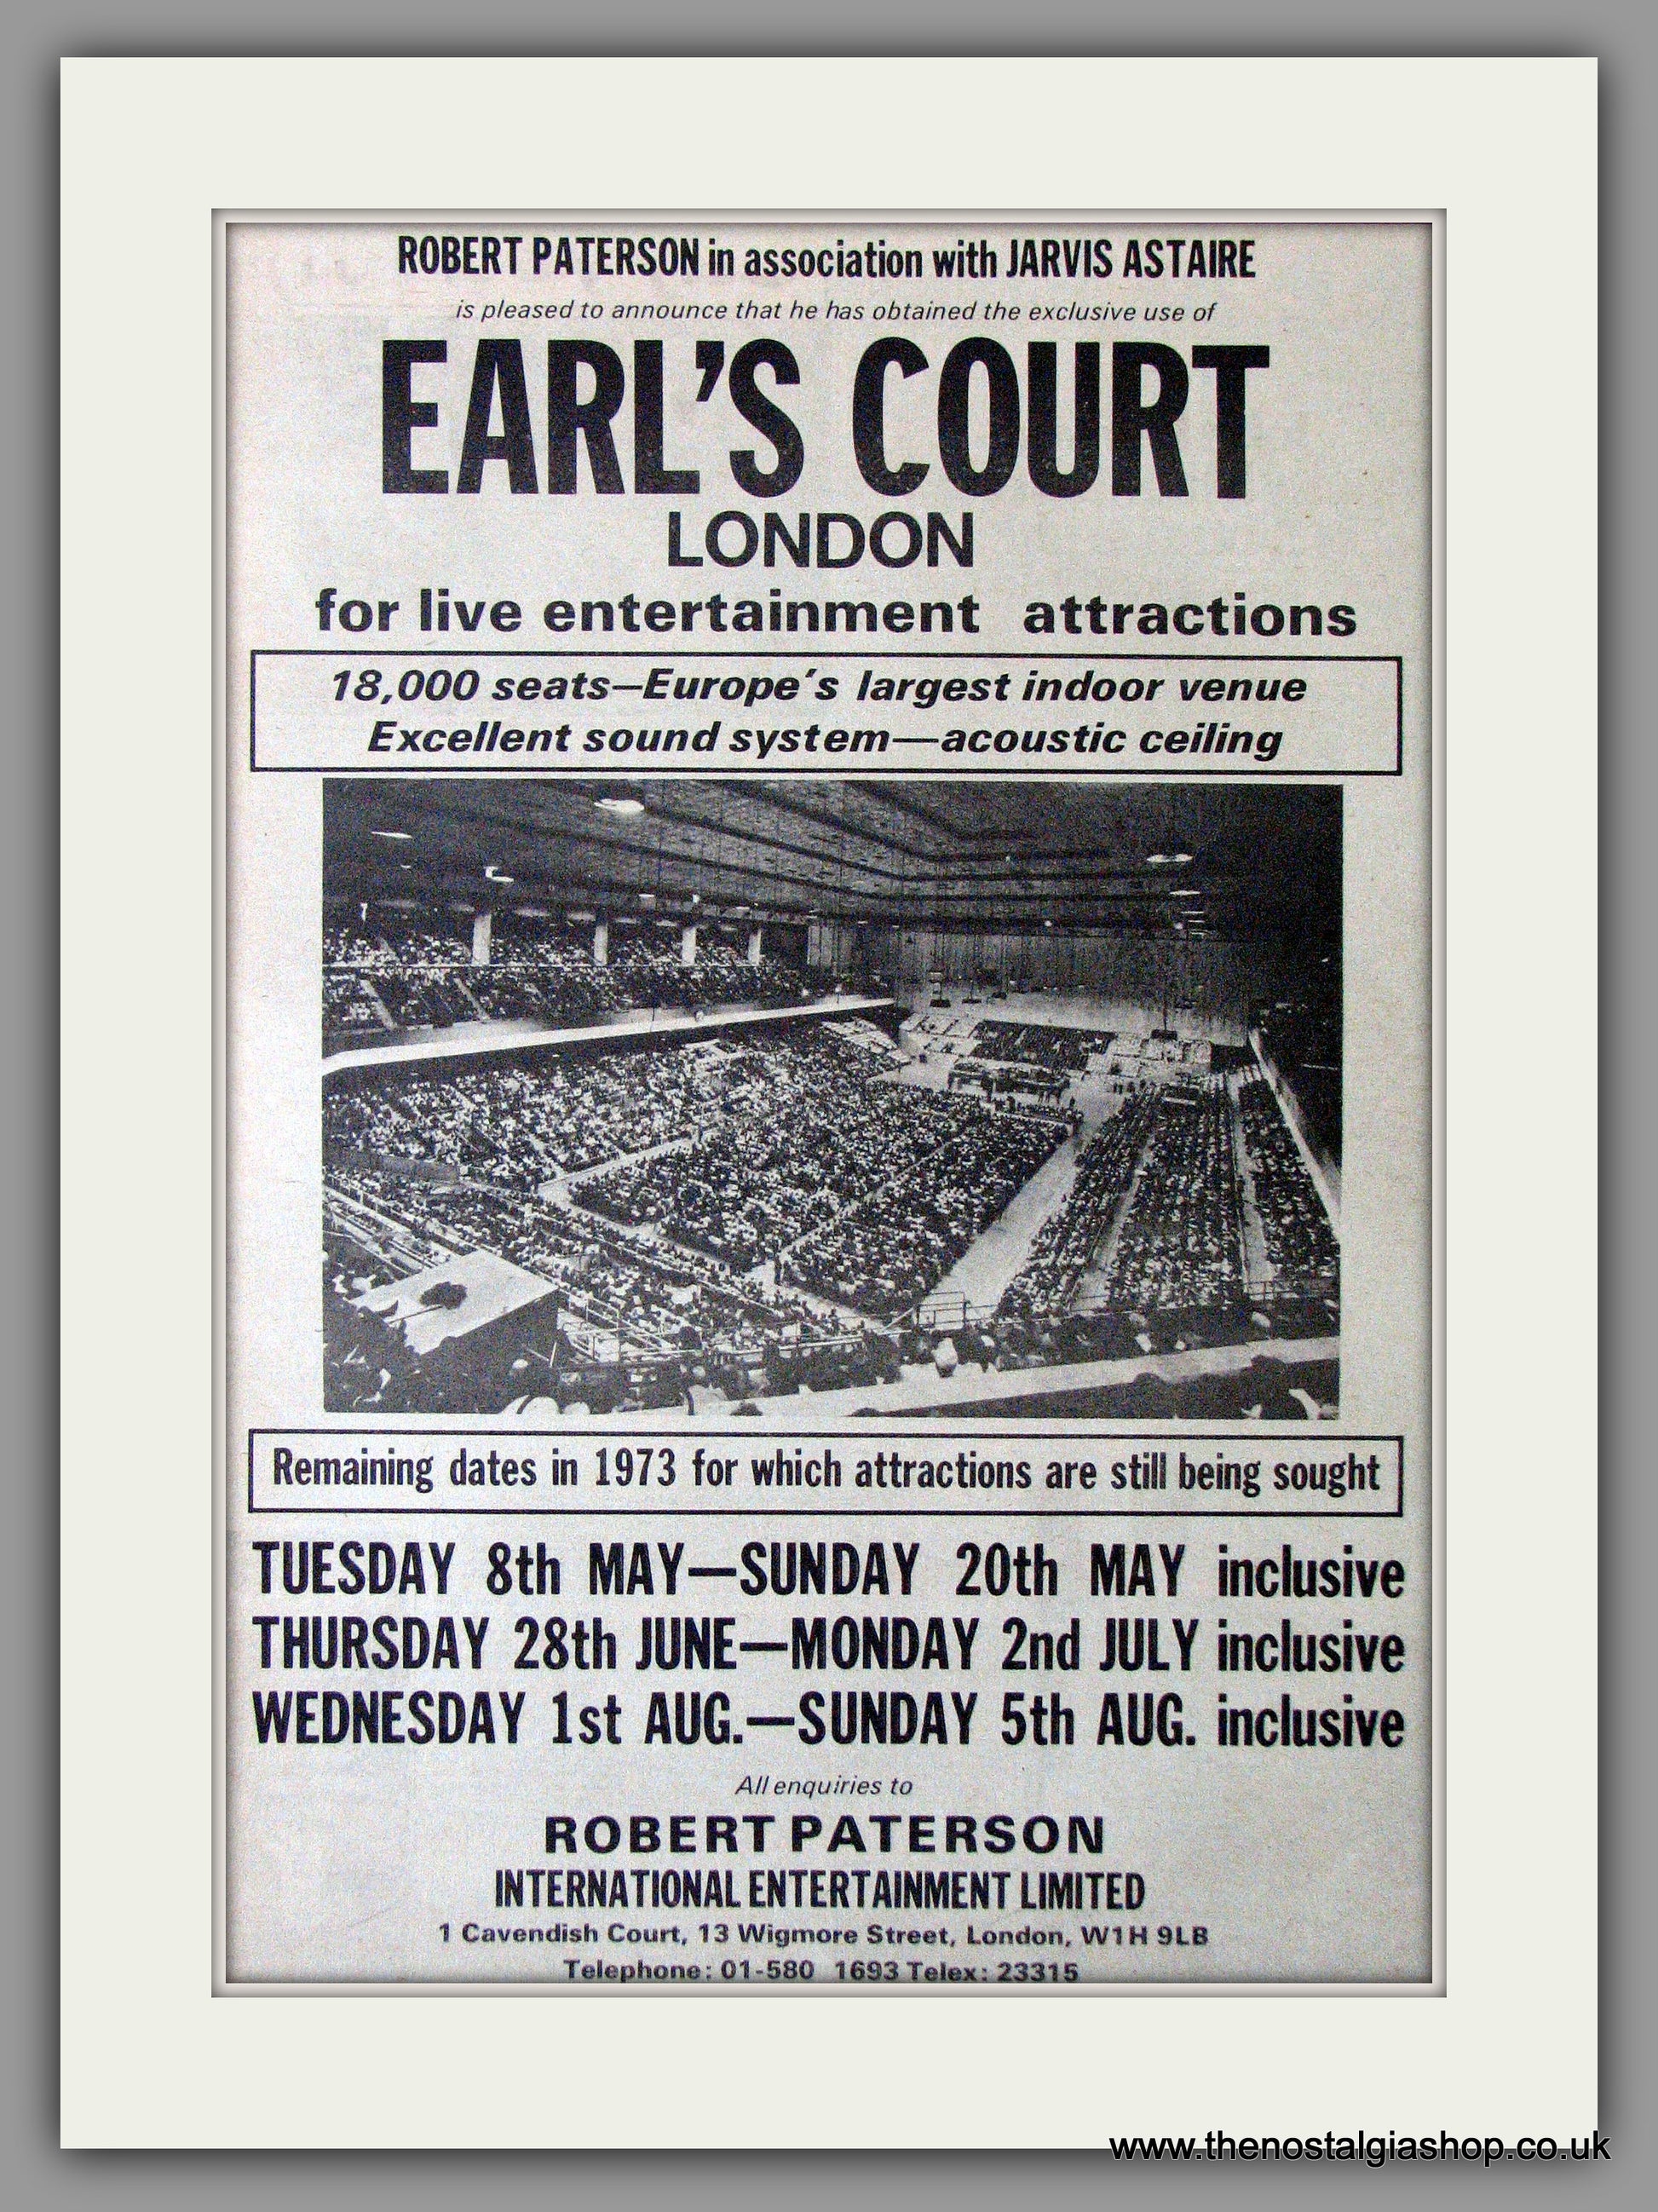 ROBERT PATERSON in association with JARVIS ASTAIRE
is pleased to announce that he has obtained the exclusive use of
EARL'S COURT
LONDON
for live entertainment attractions
18,000 seats—Europe's largest indoor venue
Excellent sound system—acoustic ceiling
Remaining dates in 1973 for which attractions are still being sought
TUESDAY 8th MAY—SUNDAY 20th MAY inclusive
THURSDAY 28th JUNE—MONDAY 2nd JULY inclusive
WEDNESDAY 1st AUG.—SUNDAY 5th AUG. inclusive
All enquiries to
ROBERT PATERSON
INTERNATIONAL ENTERTAINMENT LIMITED
1 Cavendish Court, 13 Wigmore Street, London, W1H 9LB
Telephone: 01-580 1693 Telex: 23315
www.thenostalgiashop.co.uk